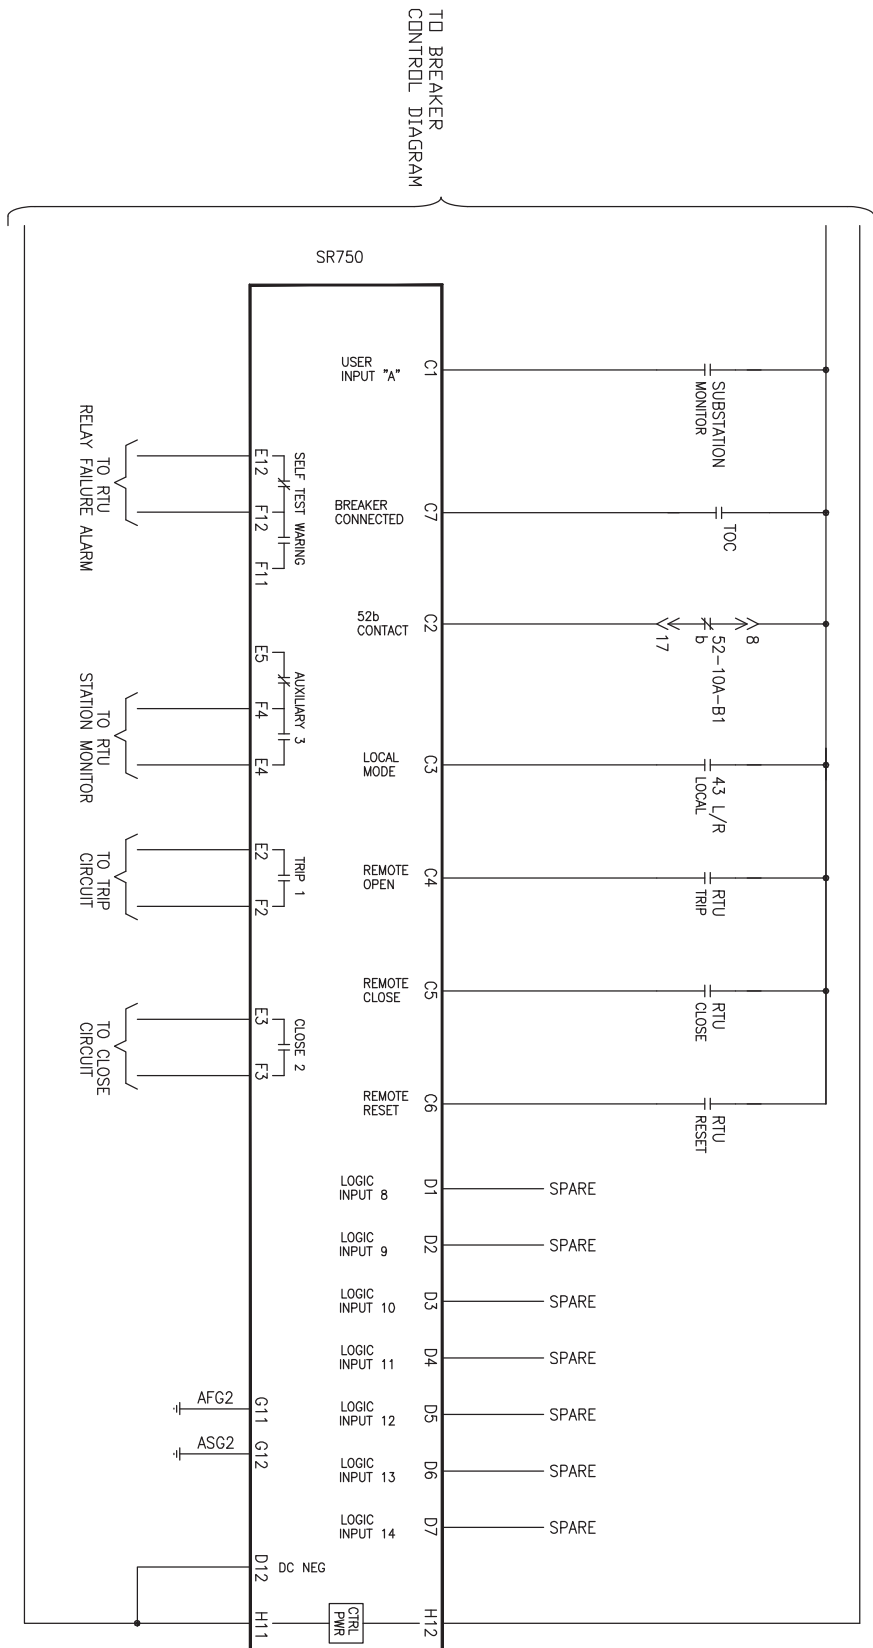 TO BREAKER
CONTROL DIAGRAM
SR750
USER
INPUT "A"
C1
SUBSTATION
MONITOR
E12
F12
F11
SELF TEST WARING
TO RTU
RELAY FAILURE ALARM
BREAKER
CONNECTED
C7
TOC
52b
CONTACT
C2
17
8
52-10A-B1
b
E5
F4
E4
AUXILIARY 3
TO RTU
STATION MONITOR
LOCAL
MODE
C3
43 L/R
LOCAL
E2
F2
TRIP 1
TO TRIP
CIRCUIT
REMOTE
OPEN
C4
RTU
TRIP
REMOTE
CLOSE
C5
RTU
CLOSE
E3
F3
CLOSE 2
TO CLOSE
CIRCUIT
REMOTE
RESET
C6
RTU
RESET
LOGIC
INPUT 8
D1
SPARE
LOGIC
INPUT 9
D2
SPARE
LOGIC
INPUT 10
D3
SPARE
LOGIC
INPUT 11
D4
SPARE
LOGIC
INPUT 12
D5
SPARE
LOGIC
INPUT 13
D6
SPARE
LOGIC
INPUT 14
D7
SPARE
AFG2
G11
ASG2
G12
D12
DC NEG
H11
CTRL
PWR
H12